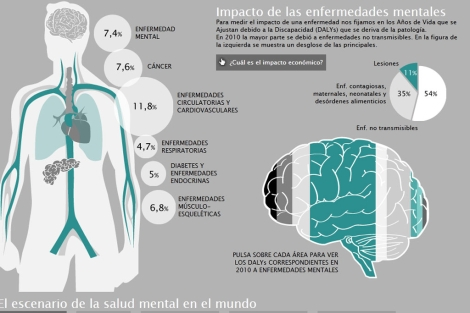 Impacto de las enfermedades mentales
Para medir el impacto de una enfermedad nos fijamos en los Años de Vida que se
Ajustan debido a la Discapacidad (DALYs) que se deriva de la patología.
En 2010 la mayor parte se debió a enfermedades no transmisibles. En la figura de
la izquierda se muestra un desglose de las principales.
¿Cuál es el impacto económico?
7,4%
ENFERMEDAD
MENTAL
7,6%
CÁNCER
11,8%
ENFERMEDADES
CIRCULATORIAS Y
CARDIOVASCULARES
4,7%
ENFERMEDADES
RESPIRATORIAS
5%
DIABETES Y
ENFERMEDADES
ENDOCRINAS
6,8%
ENFERMEDADES
MÚSCULO-
ESQUELÉTICAS
Lesiones
11%
Enf. contagiosas,
maternales, neonatales y
desórdenes alimenticios
35%
54%
Enf. no transmisibles
PULSA SOBRE CADA ÁREA PARA VER
LOS DALYs CORRESPONDIENTES EN
2010 A ENFERMEDADES MENTALES
El escenario de la salud mental en el mundo